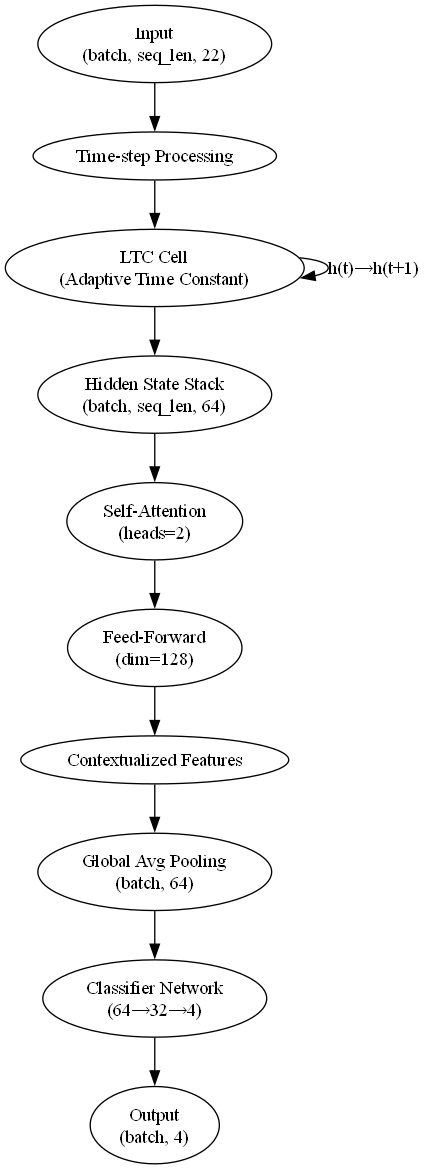 Input
(batch, seq_len, 22)
Time-step Processing
LTC Cell
(Adaptive Time Constant)
h(t)→h(t+1)
Hidden State Stack
(batch, seq_len, 64)
Self-Attention
(heads=2)
Feed-Forward
(dim=128)
Contextualized Features
Global Avg Pooling
(batch, 64)
Classifier Network
(64→32→4)
Output
(batch, 4)